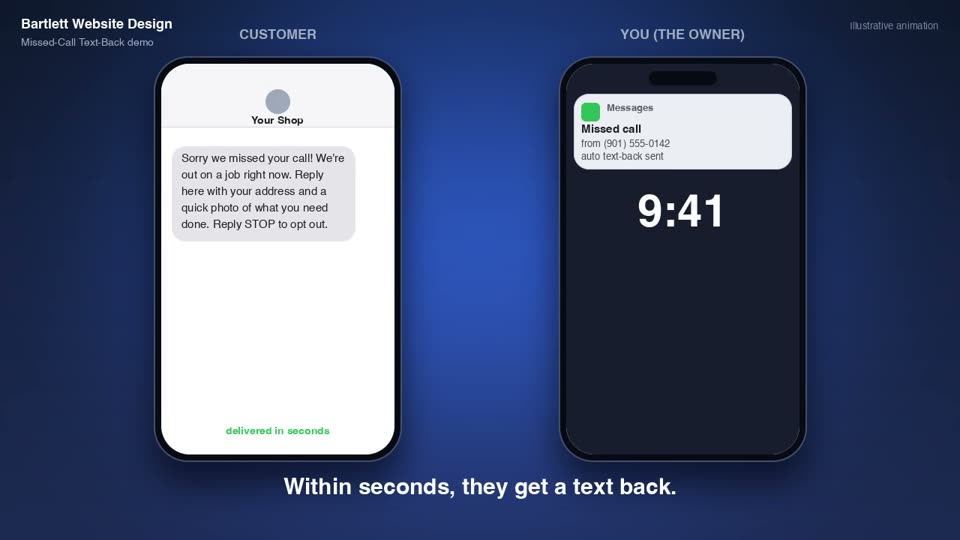 Bartlett Website Design
Missed-Call Text-Back demo
Illustrative animation
CUSTOMER
YOU (THE OWNER)
Your Shop
Sorry we missed your call! We're
out on a job right now. Reply
here with your address and a
quick photo of what you need
done. Reply STOP to opt out.
delivered in seconds
Messages
Missed call
from (901) 555-0142
auto text-back sent
9:41
Within seconds, they get a text back.